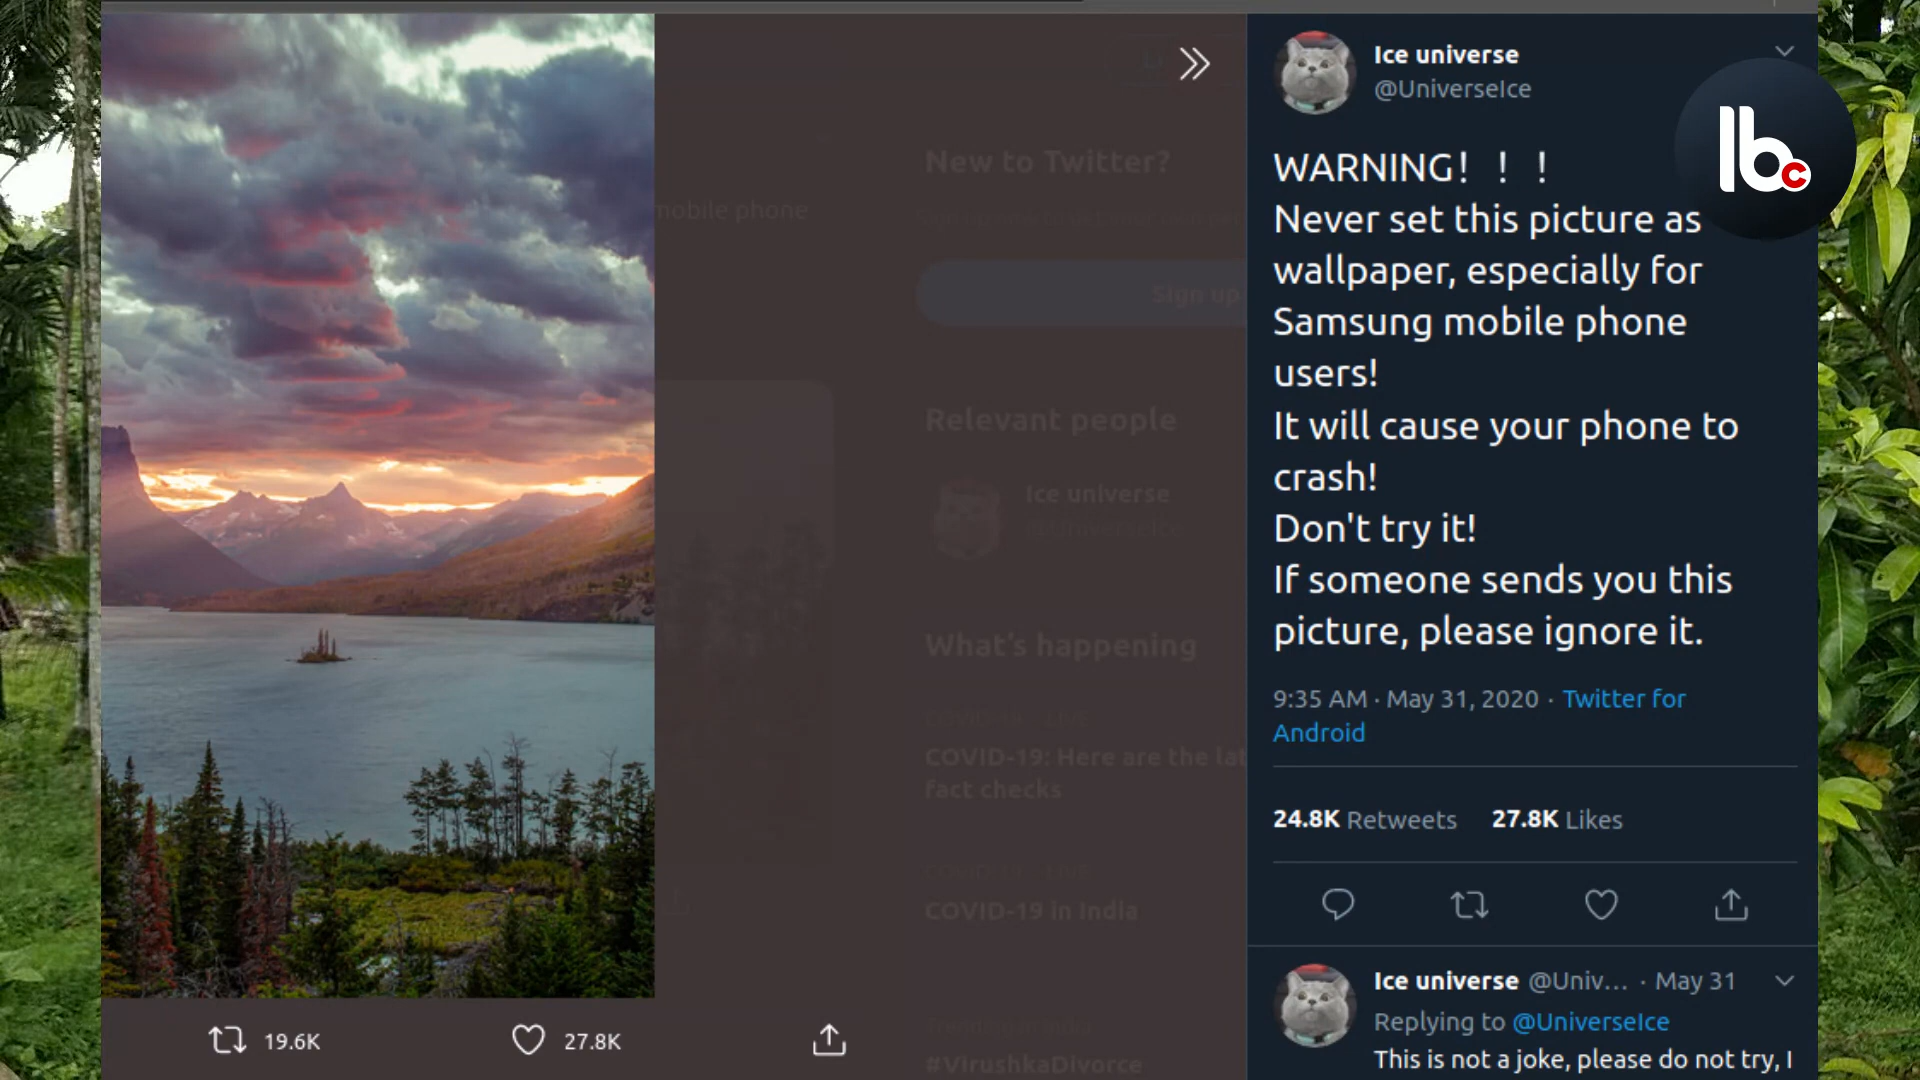 mobile phone
New to Twitter?
Sign up
Relevant people
Ice universe
@UniverseIce
What's happening
COVID-19: Here are the lat
fact checks
COVID-19 in India
#VirushkaDivorce
19.6K
27.8K
Ice universe
@UniverseIce
lbc
WARNING！！！
Never set this picture as
wallpaper, especially for
Samsung mobile phone
users!
It will cause your phone to
crash!
Don't try it!
If someone sends you this
picture, please ignore it.
9:35 AM · May 31, 2020 · Twitter for
Android
24.8K Retweets 27.8K Likes
Ice universe @Univ... · May 31
Replying to @UniverseIce
This is not a joke, please do not try, I